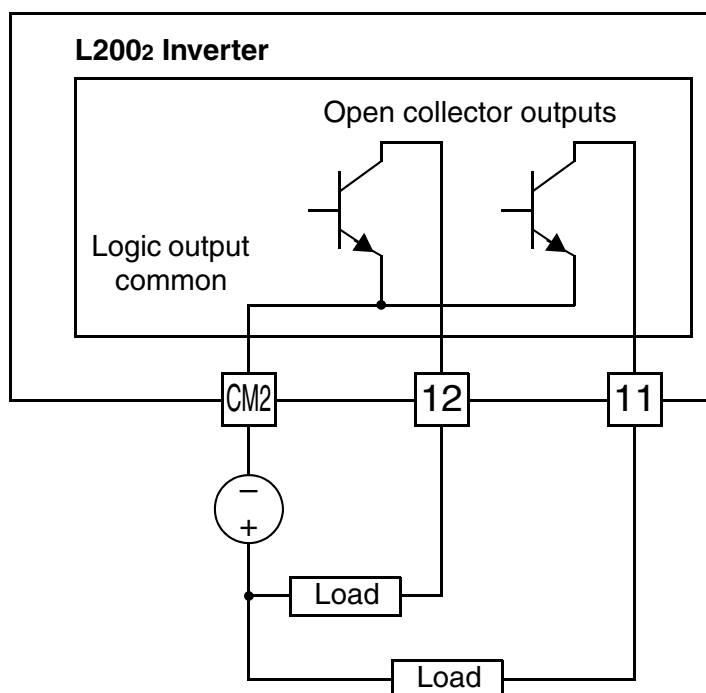 L2002 Inverter
Open collector outputs
Logic output
common
CM2
12
11
–
+
Load
Load